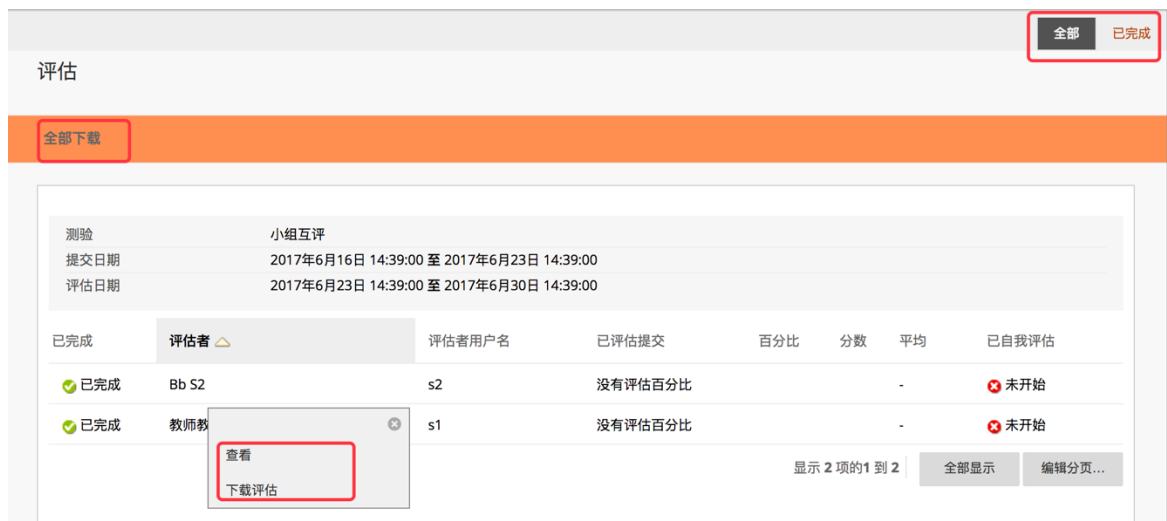 全部 已完成
评估
全部下载
测验 小组互评
提交日期 2017年6月16日 14:39:00 至 2017年6月23日 14:39:00
评估日期 2017年6月23日 14:39:00 至 2017年6月30日 14:39:00
已完成 评估者 评估者用户名 已评估提交 百分比 分数 平均 已自我评估
已完成 Bb S2 s2 没有评估百分比 - 未开始
已完成 教师教 s1 没有评估百分比 - 未开始
查看
下载评估
显示 2 项的1 到 2 全部显示 编辑分页...